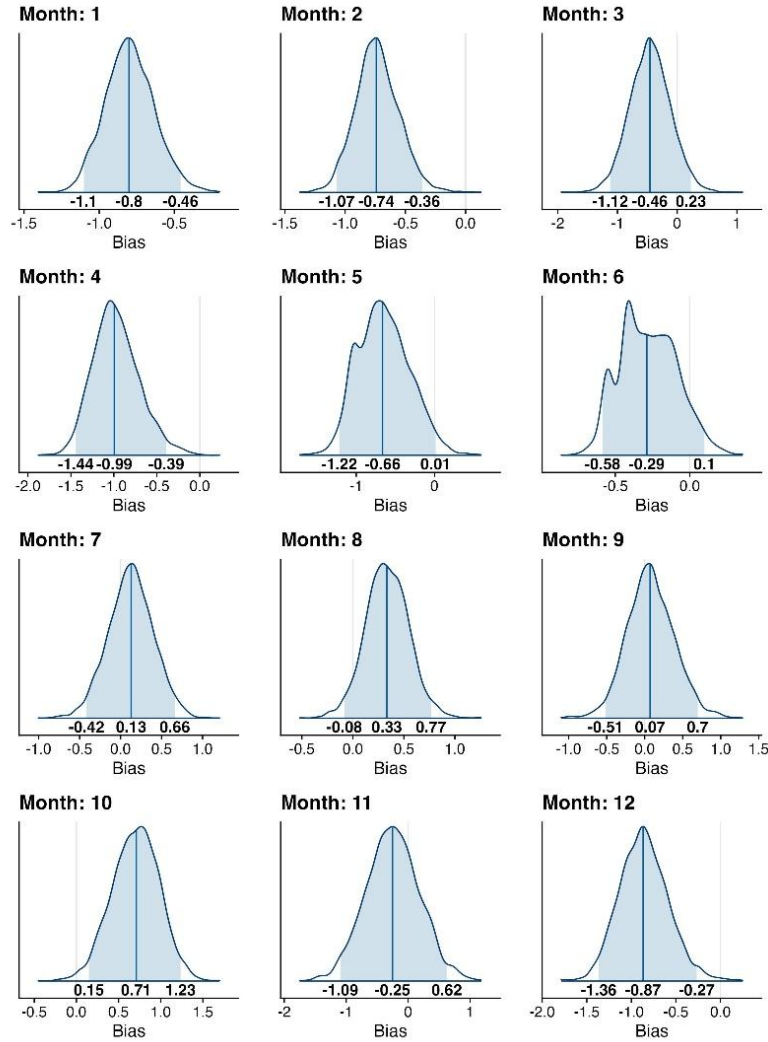 Month: 1
-1.1 -0.8 -0.46
-1.5 -1.0 -0.5
Bias
Month: 2
-1.07 -0.74 -0.36
-1.5 -1.0 -0.5 0.0
Bias
Month: 3
-1.12 -0.46 0.23
-2 -1 0 1
Bias
Month: 4
-1.44 -0.99 -0.39
-2.0 -1.5 -1.0 -0.5 0.0
Bias
Month: 5
-1.22 -0.66 0.01
-1 0
Bias
Month: 6
-0.58 -0.29 0.1
-0.5 0.0
Bias
Month: 7
-0.42 0.13 0.66
-1.0 -0.5 0.0 0.5 1.0
Bias
Month: 8
-0.08 0.33 0.77
-0.5 0.0 0.5 1.0
Bias
Month: 9
-0.51 0.07 0.7
-1.0 -0.5 0.0 0.5 1.0 1.5
Bias
Month: 10
0.15 0.71 1.23
-0.5 0.0 0.5 1.0 1.5
Bias
Month: 11
-1.09 -0.25 0.62
-2 -1 0 1
Bias
Month: 12
-1.36 -0.87 -0.27
-2.0 -1.5 -1.0 -0.5 0.0
Bias